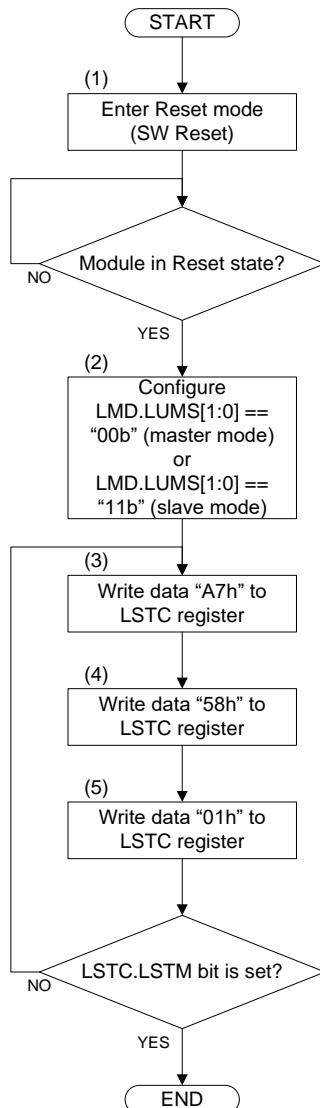 START
(1)
Enter Reset mode
(SW Reset)
Module in Reset state?
NO
YES
(2)
Configure
LMD.LUMS[1:0] ==
“00b” (master mode)
or
LMD.LUMS[1:0] ==
“11b” (slave mode)
(3)
Write data “A7h” to
LSTC register
(4)
Write data “58h” to
LSTC register
(5)
Write data “01h” to
LSTC register
LSTC.LSTM bit is set?
NO
YES
END